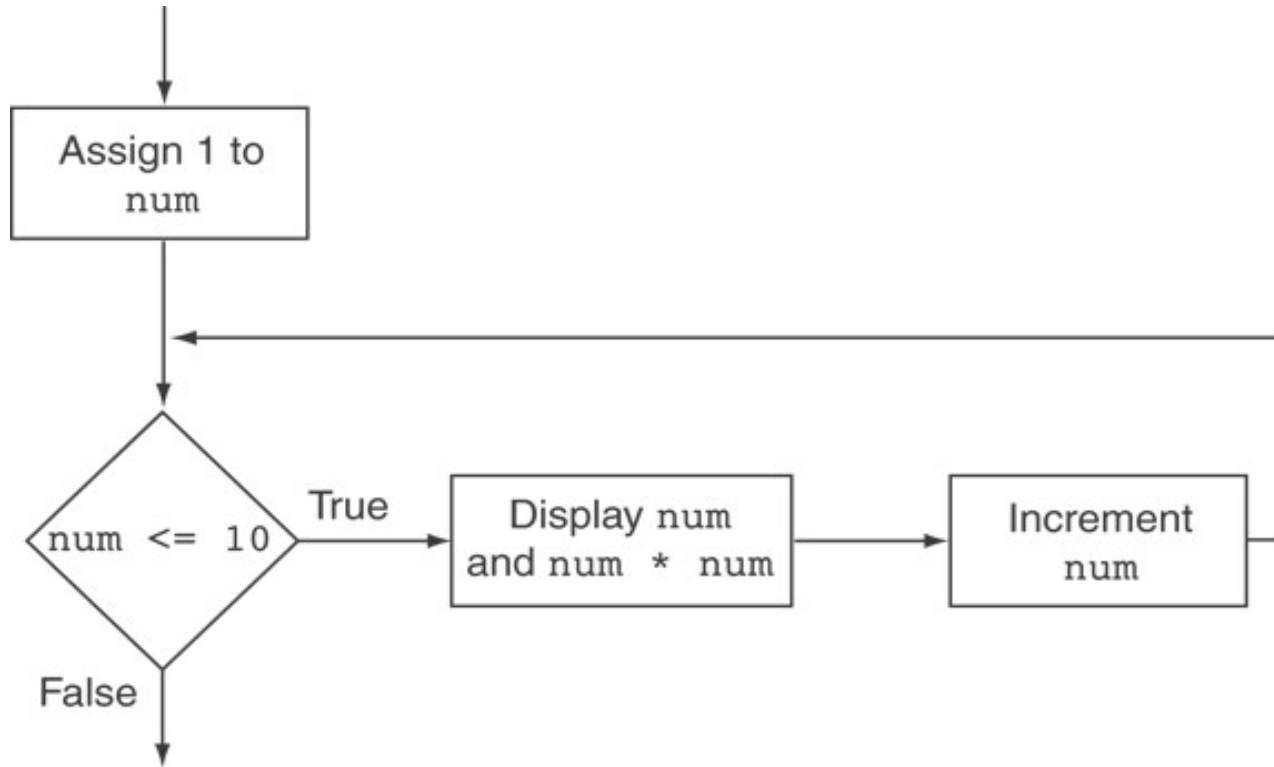 Assign 1 to
num
num <= 10
True
Display num
and num * num
Increment
num
False